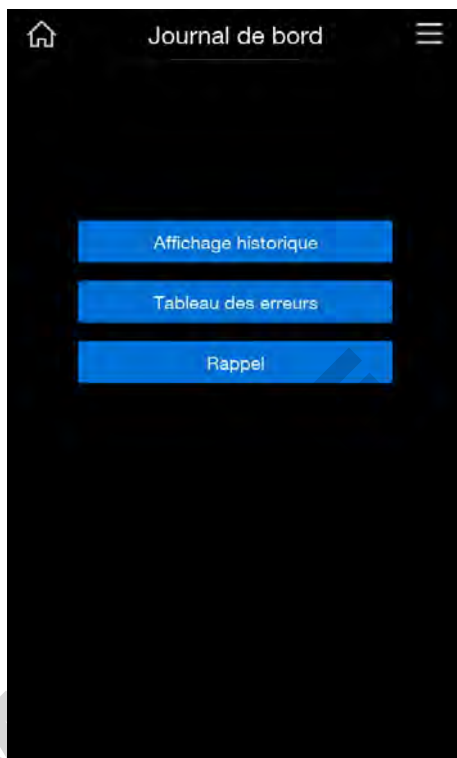 Journal de bord
Affichage historique
Tableau des erreurs
Rappel